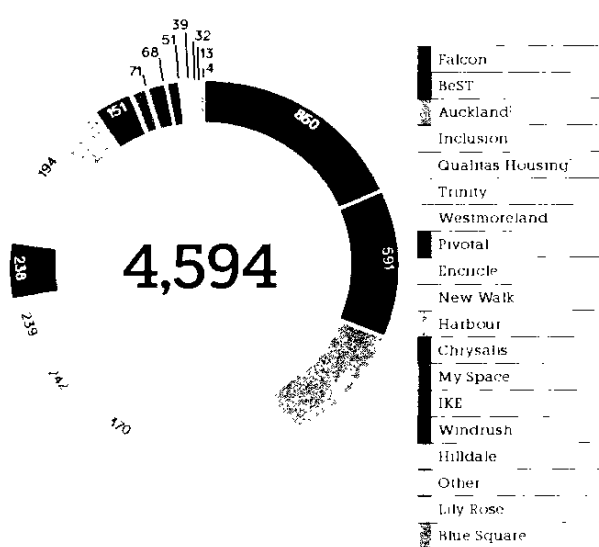 39
32
51
13
68
4
71
151
850
194
4,594
591
238
239
242
170
Falcon
BeST
Auckland
Inclusion
Qualitas Housing
Trinity
Westmoreland
Pivotal
Encircle
New Walk
Harbour
Chrysalis
My Space
IKE
Windrush
Hilldale
Other
Lily Rose
Blue Square